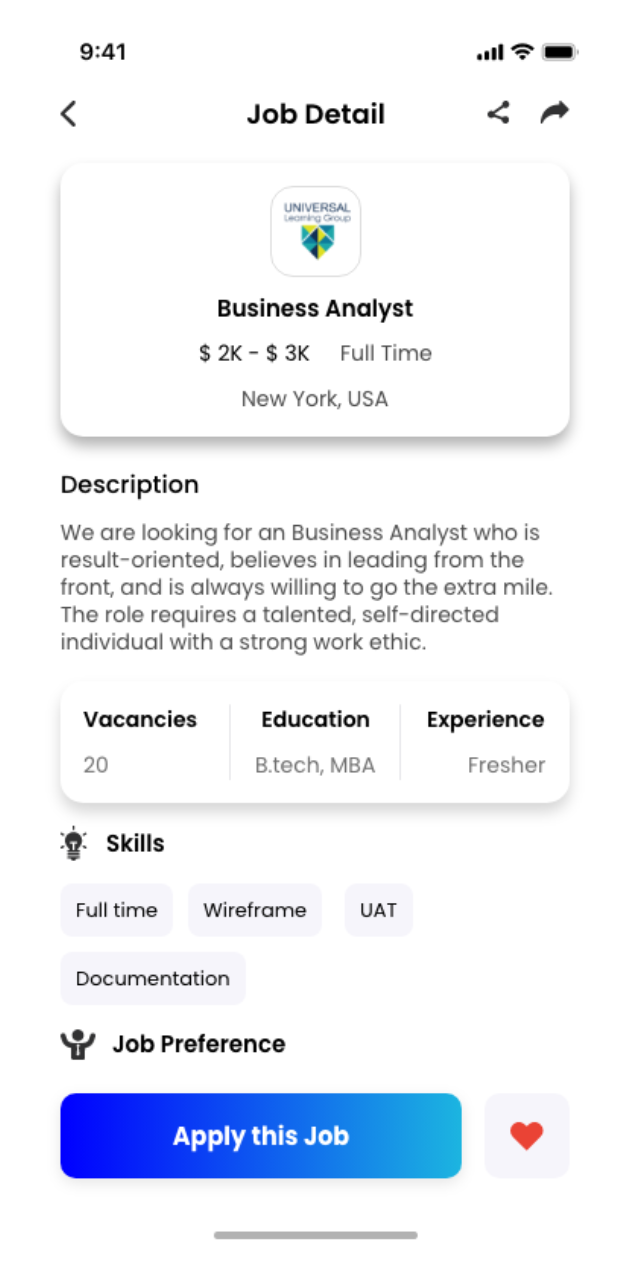 9:41
Job Detail
UNIVERSAL
Learning Group
Business Analyst
$ 2K - $ 3K Full Time
New York, USA
Description
We are looking for an Business Analyst who is
result-oriented, believes in leading from the
front, and is always willing to go the extra mile.
The role requires a talented, self-directed
individual with a strong work ethic.
Vacancies Education Experience
20 B.tech, MBA Fresher
Skills
Full time Wireframe UAT
Documentation
Job Preference
Apply this Job